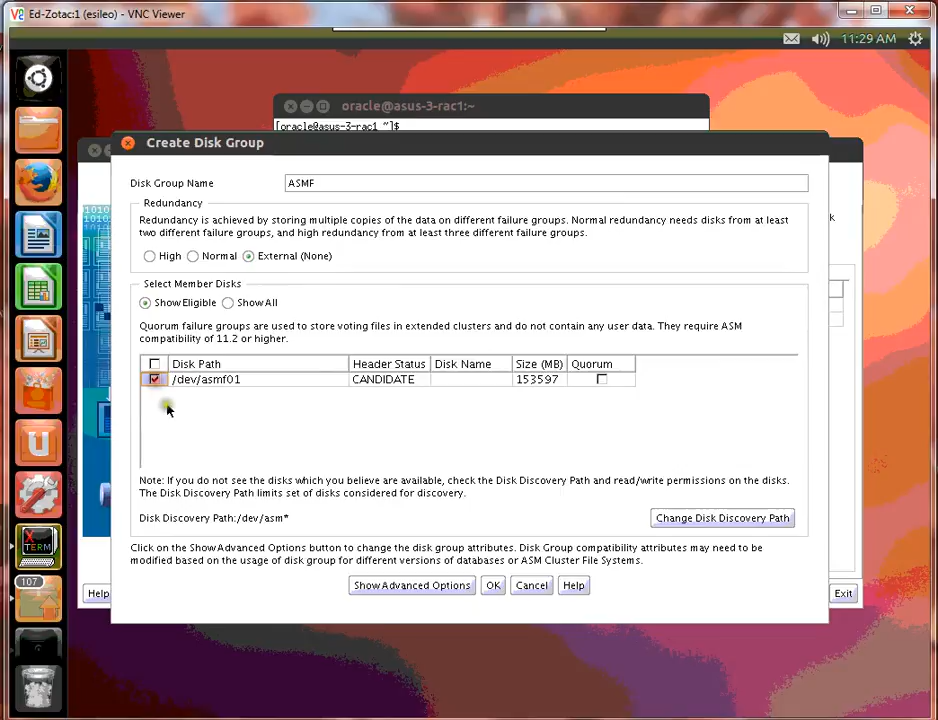 Ed-Zotac:1 (esileo) - VNC Viewer
11:29 AM
oracle@asus-3-rac1:~
[oracle@asus-3-rac1 ~]$
Create Disk Group
Disk Group Name
ASMF
Redundancy
Redundancy is achieved by storing multiple copies of the data on different failure groups. Normal redundancy needs disks from at least
two different failure groups, and high redundancy from at least three different failure groups.
High Normal External (None)
Select Member Disks
Show Eligible Show All
Quorum failure groups are used to store voting files in extended clusters and do not contain any user data. They require ASM
compatibility of 11.2 or higher.
Disk Path Header Status Disk Name Size (MB) Quorum
/dev/asmf01 CANDIDATE 153597
Note: If you do not see the disks which you believe are available, check the Disk Discovery Path and read/write permissions on the disks.
The Disk Discovery Path limits set of disks considered for discovery.
Disk Discovery Path:/dev/asm*
Change Disk Discovery Path
Click on the Show Advanced Options button to change the disk group attributes. Disk Group compatibility attributes may need to be
modified based on the usage of disk group for different versions of databases or ASM Cluster File Systems.
Show Advanced Options OK Cancel Help
Help
Exit
TERM
107